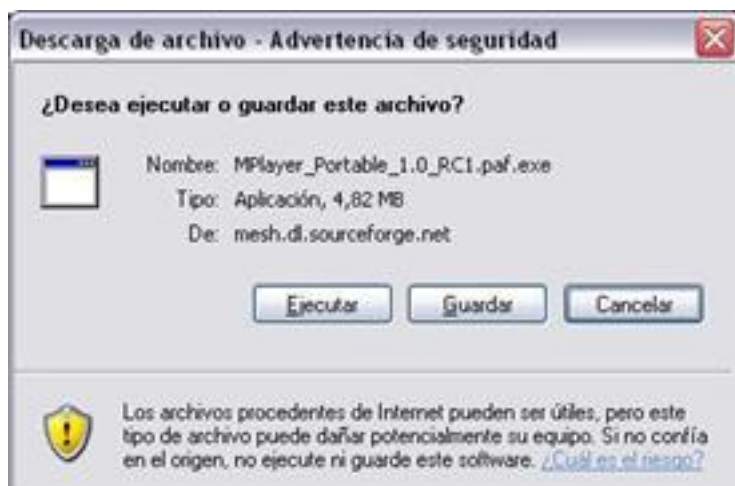 Descarga de archivo - Advertencia de seguridad
¿Desea ejecutar o guardar este archivo?
Nombre: MPlayer_Portable_1.0_RC1.paf.exe
Tipo: Aplicación, 4,82 MB
De: mesh.dl.sourceforge.net
Ejecutar Guardar Cancelar
Los archivos procedentes de Internet pueden ser útiles, pero este
tipo de archivo puede dañar potencialmente su equipo. Si no confía
en el origen, no ejecute ni guarde este software. ¿Cuál es el riesgo?